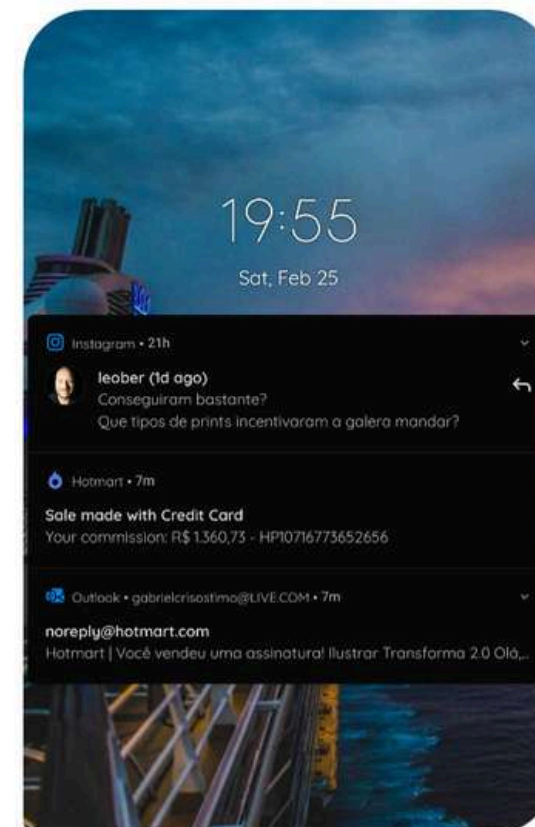 19:55
Sat, Feb 25
Instagram • 21h
leober (1d ago)
Conseguiram bastante?
Que tipos de prints incentivaram a galera mandar?
Hotmart • 7m
Sale made with Credit Card
Your commission: R$ 1.360,73 - HP10716773652656
Outlook • gabrielcrisostimo@LIVE.COM • 7m
noreply@hotmart.com
Hotmart | Você vendeu uma assinatura! Ilustrar Transforma 2.0 Olá,...